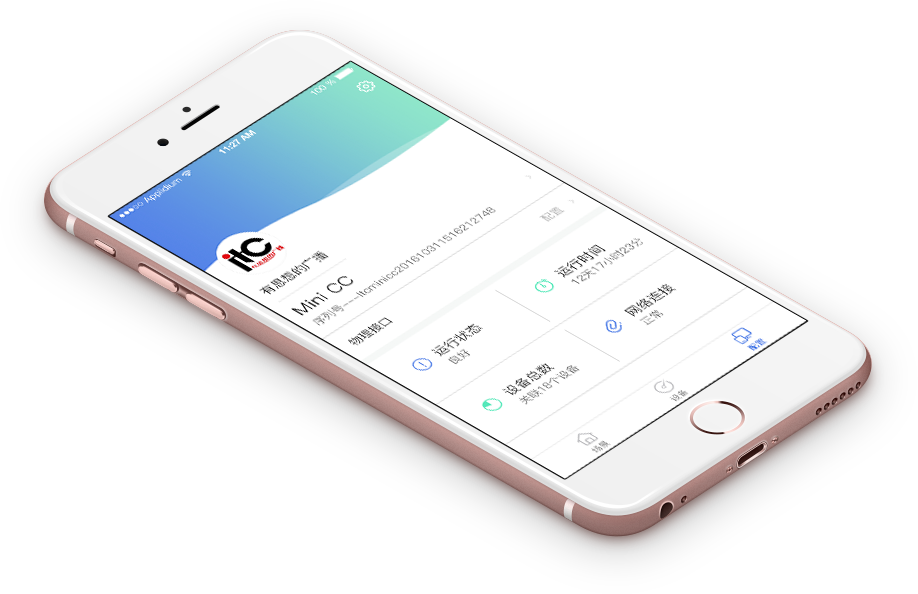 Applidium 11:27 AM 100 %
itc
有思想的广播
Mini CC
序列号---itcminicc20161031151621 2748
物理接口 配置
运行状态
良好
运行时间
12天17小时23分
设备总数
关联18个设备
网络连接
正常
场景
设备
配置